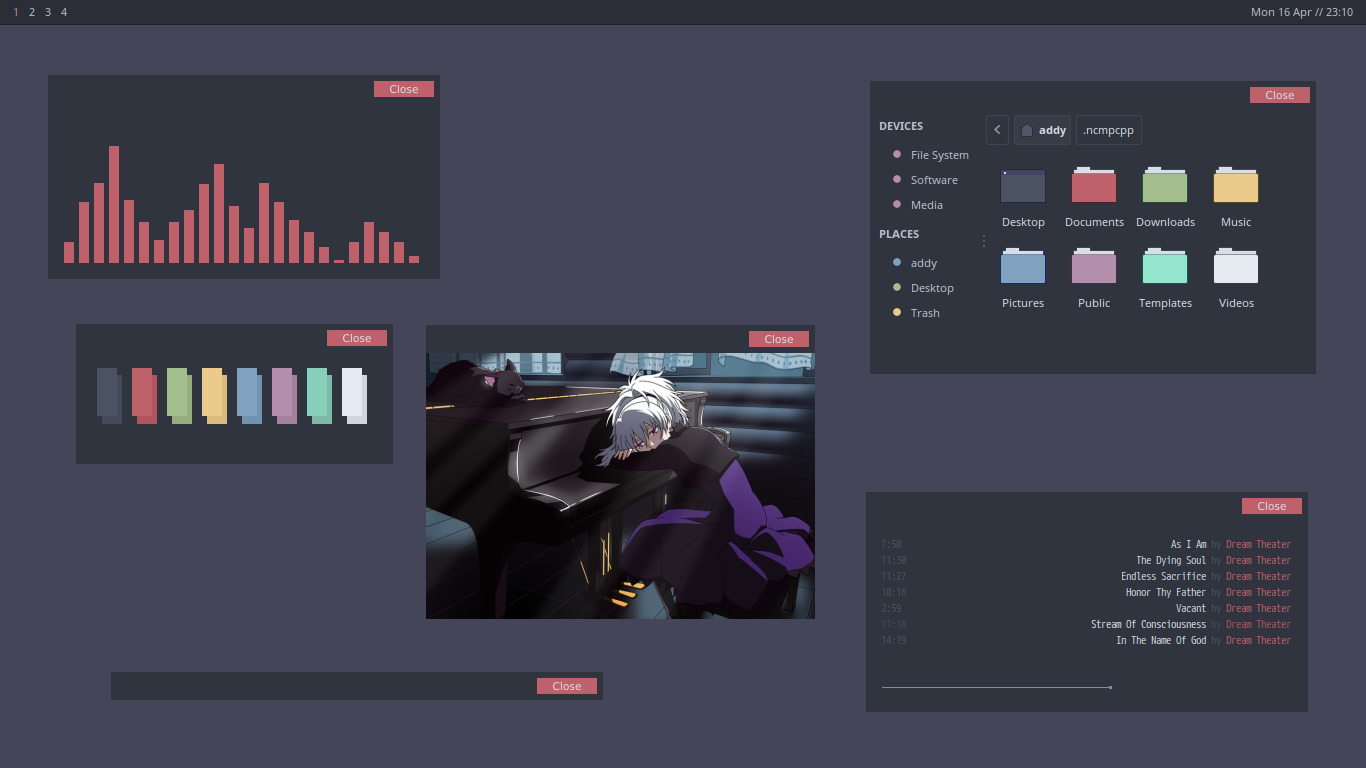 1 2 3 4
Mon 16 Apr // 23:10
Close
Close
DEVICES
File System
Software
Media
PLACES
addy
Desktop
Trash
addy .ncmpcpp
Desktop Documents Downloads Music
Pictures Public Templates Videos
Close
Close
Close
7:50 As I Am by Dream Theater
11:30 The Dying Soul by Dream Theater
11:27 Endless Sacrifice by Dream Theater
10:16 Honor Thy Father by Dream Theater
2:59 Vacant by Dream Theater
11:18 Stream Of Consciousness by Dream Theater
14:19 In The Name Of God by Dream Theater
Close